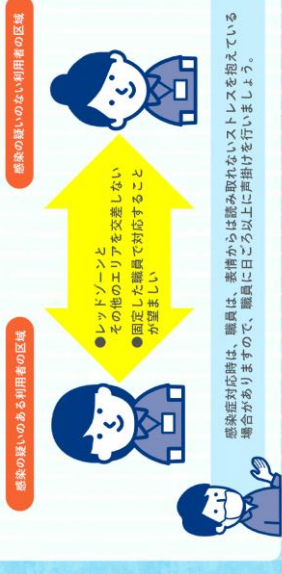 感染の疑いのある利用者の区域
感染の疑いのない利用者の区域
●レッドゾーンと
その他のエリアを交差しない
●固定した職員で対応すること
が望ましい
感染症対応時は、職員は、表情からは読み取れないストレスを抱えている
場合がありますので、職員に日ごろ以上に声掛けを行いましょう。